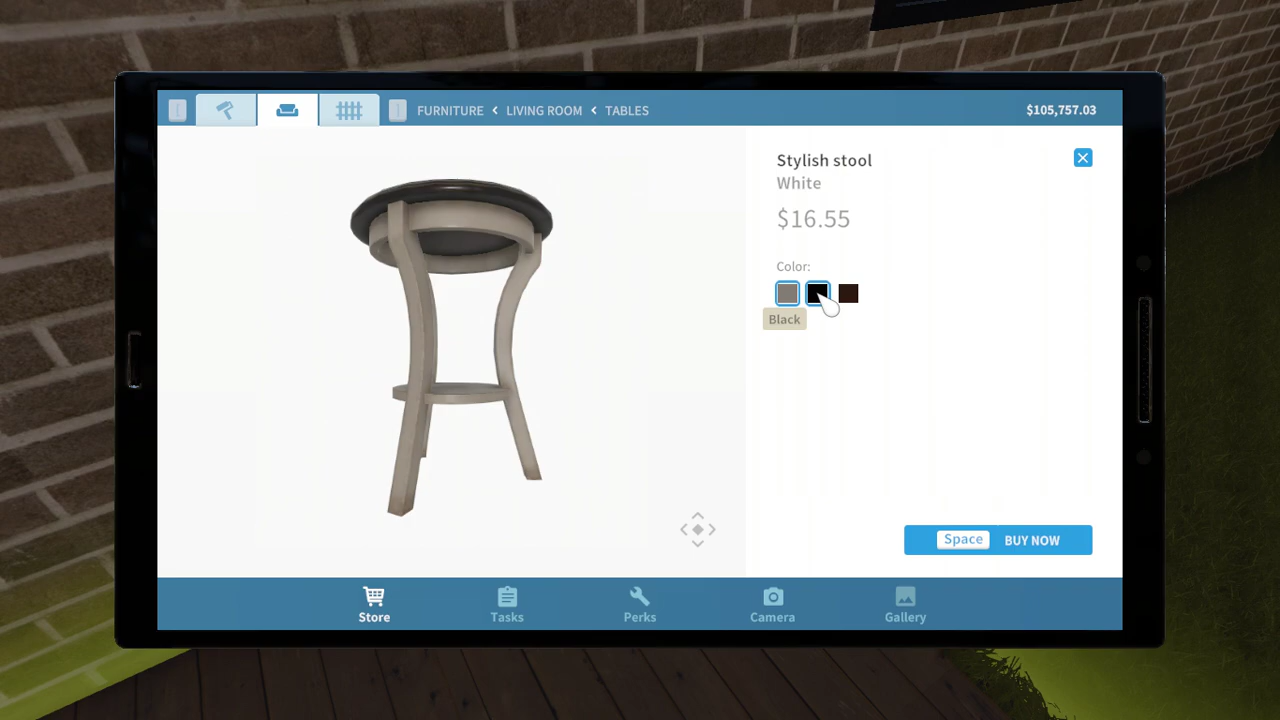 FURNITURE < LIVING ROOM < TABLES
$105,757.03
Stylish stool
White
$16.55
Color:
Black
Space BUY NOW
Store Tasks Perks Camera Gallery